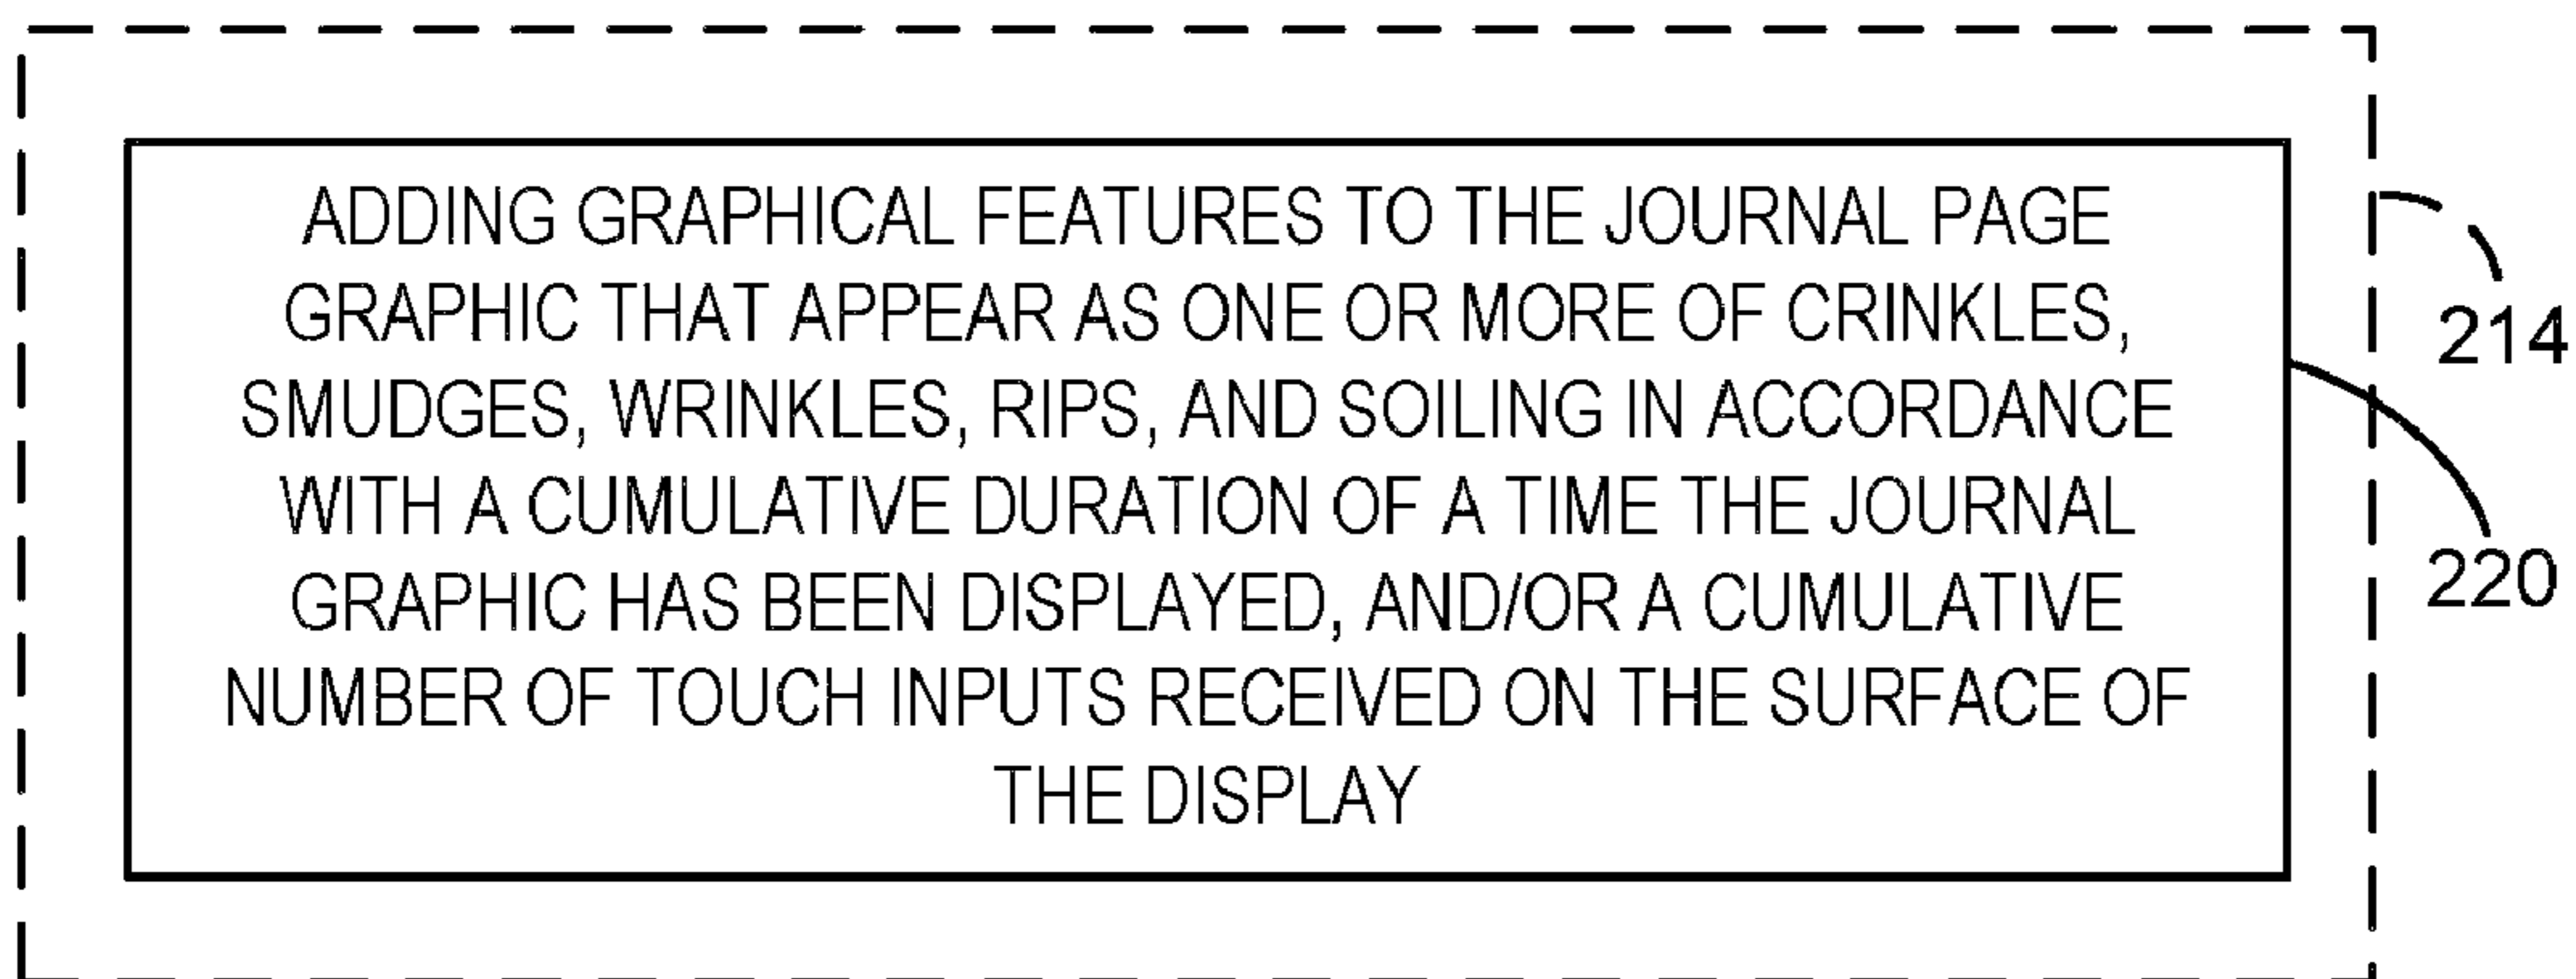 ADDING GRAPHICAL FEATURES TO THE JOURNAL PAGE
GRAPHIC THAT APPEAR AS ONE OR MORE OF CRINKLES,
SMUDGES, WRINKLES, RIPS, AND SOILING IN ACCORDANCE
WITH A CUMULATIVE DURATION OF A TIME THE JOURNAL
GRAPHIC HAS BEEN DISPLAYED, AND/OR A CUMULATIVE
NUMBER OF TOUCH INPUTS RECEIVED ON THE SURFACE OF
THE DISPLAY
214
220